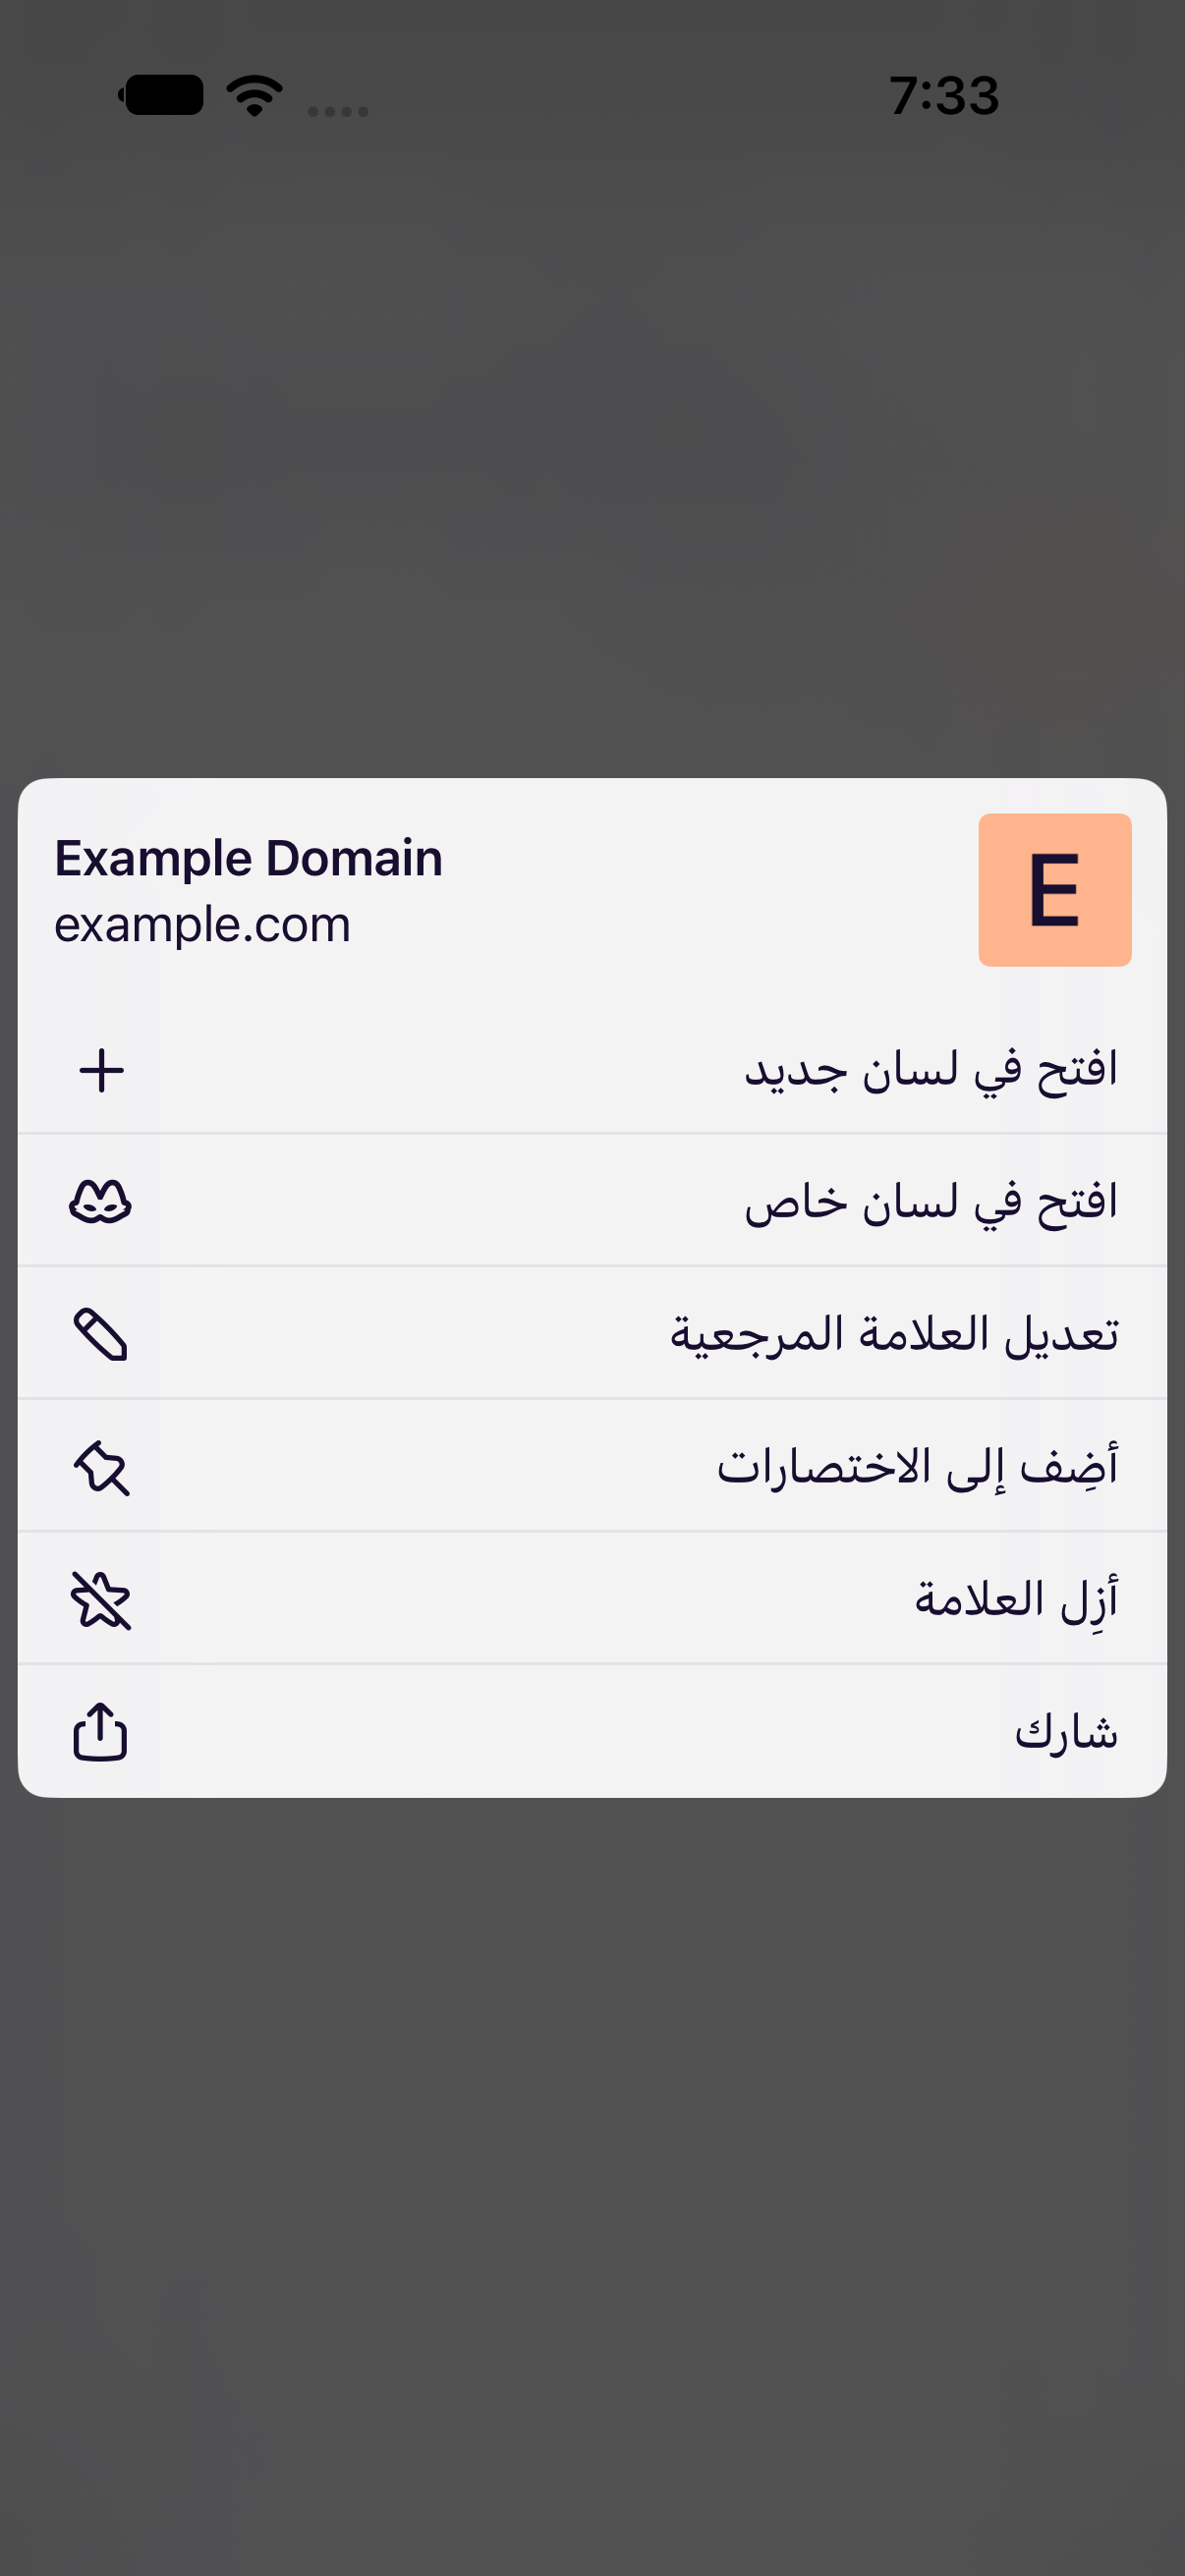 7:33
E
Example Domain
example.com
افتح في لسان جديد
افتح في لسان خاص
تعديل العلامة المرجعية
أضِف إلى الاختصارات
أزِل العلامة
شارك